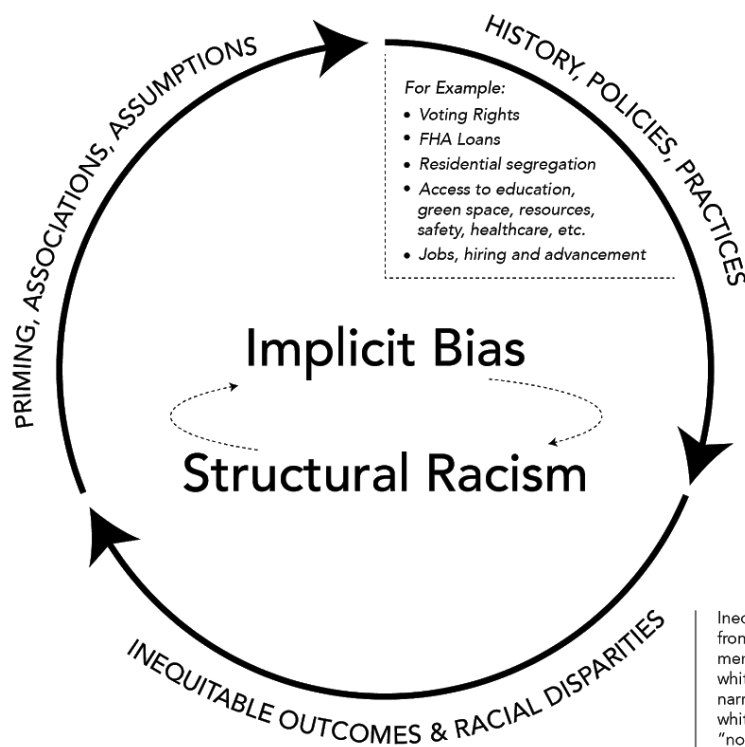 HISTORY, POLICIES, PRACTICES
For Example:
• Voting Rights
• FHA Loans
• Residential segregation
• Access to education,
green space, resources,
safety, healthcare, etc.
• Jobs, hiring and advancement
PRIMING, ASSOCIATIONS, ASSUMPTIONS
Implicit Bias
Structural Racism
INEQUITABLE OUTCOMES & RACIAL DISPARITIES